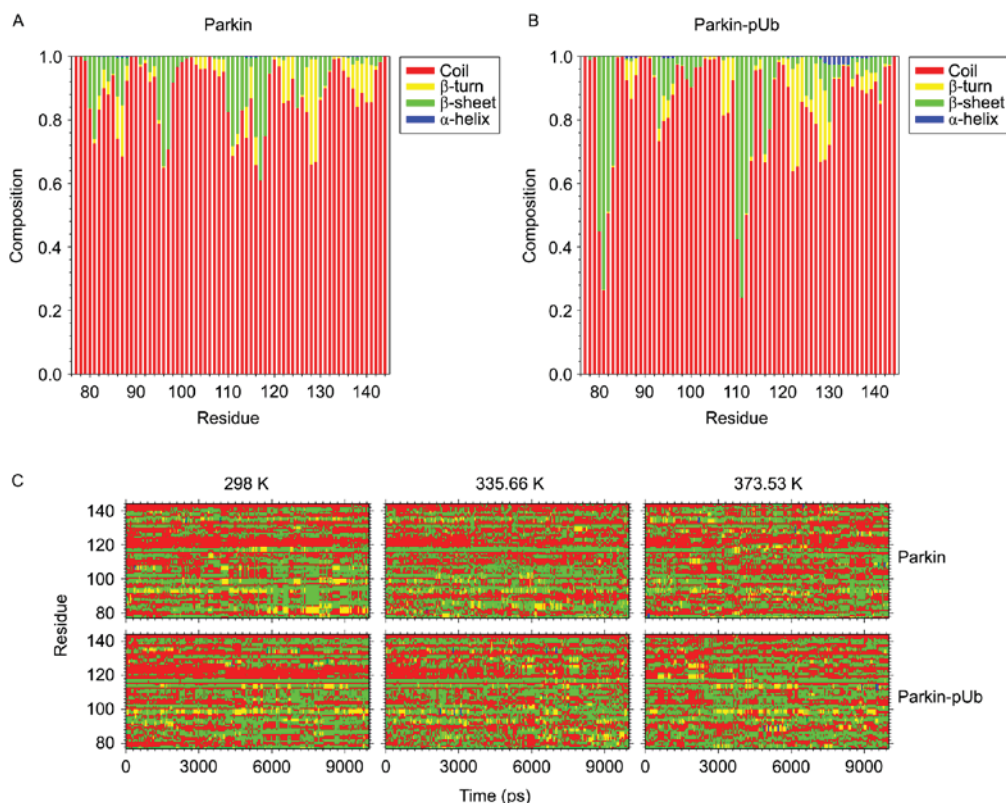 A
Parkin
Coil
β-turn
β-sheet
α-helix
1.0
0.8
0.6
0.4
0.2
0.0
Composition
80 90 100 110 120 130 140
Residue
B
Parkin-pUb
Coil
β-turn
β-sheet
α-helix
1.0
0.8
0.6
0.4
0.2
0.0
Composition
80 90 100 110 120 130 140
Residue
C
298 K 335.66 K 373.53 K
140
120
100
80
Parkin
Residue
140
120
100
80
Parkin-pUb
0 3000 6000 9000 0 3000 6000 9000 0 3000 6000 9000
Time (ps)